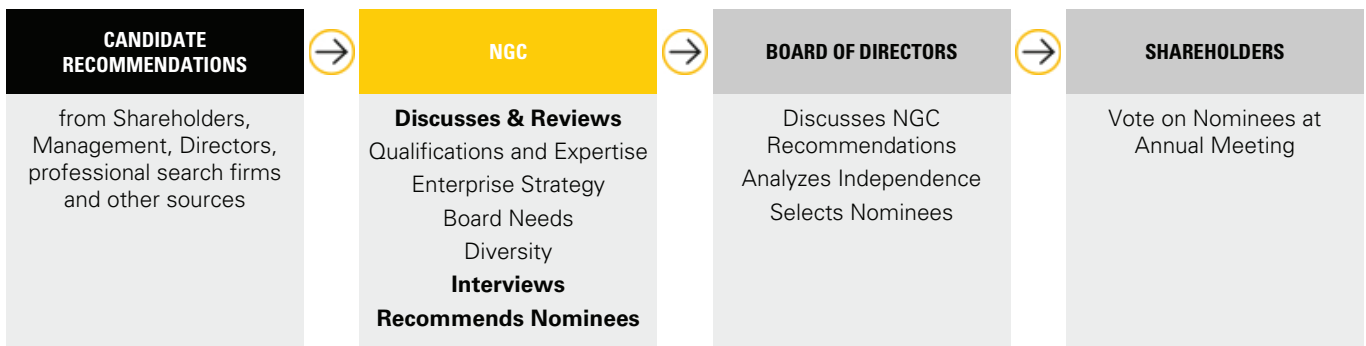 CANDIDATE
RECOMMENDATIONS
from Shareholders,
Management, Directors,
professional search firms
and other sources
NGC
Discusses & Reviews
Qualifications and Expertise
Enterprise Strategy
Board Needs
Diversity
Interviews
Recommends Nominees
BOARD OF DIRECTORS
Discusses NGC
Recommendations
Analyzes Independence
Selects Nominees
SHAREHOLDERS
Vote on Nominees at
Annual Meeting